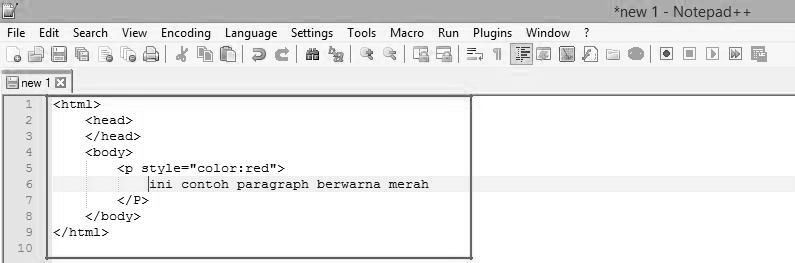 *new 1 - Notepad++
File Edit Search View Encoding Language Settings Tools Macro Run Plugins Window ?
new 1
1 <html>
2 <head>
3 </head>
4 <body>
5 <p style="color:red">
6 ini contoh paragraph berwarna merah
7 </P>
8 </body>
9 </html>
10